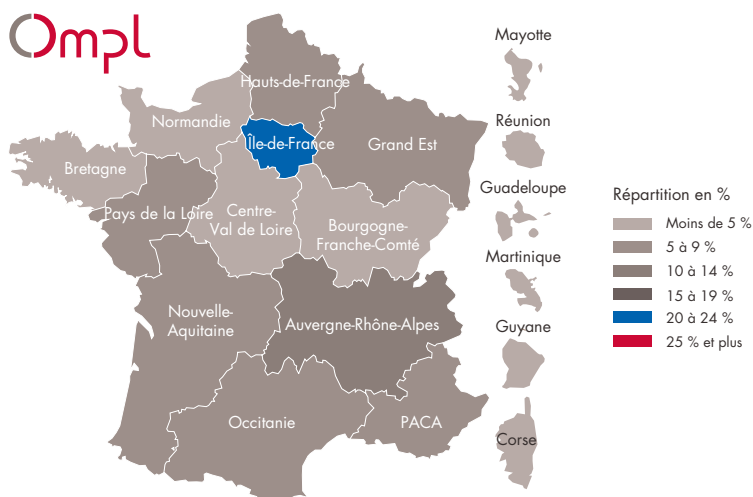 Ompl
Mayotte
Hauts-de-France
Normandie
Réunion
Île-de-France
Grand Est
Bretagne
Guadeloupe
Pays de la Loire
Centre-
Val de Loire
Bourgogne-
Franche-Comté
Martinique
Nouvelle-
Aquitaine
Auvergne-Rhône-Alpes
Guyane
Occitanie
PACA
Corse
Répartition en %
Moins de 5 %
5 à 9 %
10 à 14 %
15 à 19 %
20 à 24 %
25 % et plus